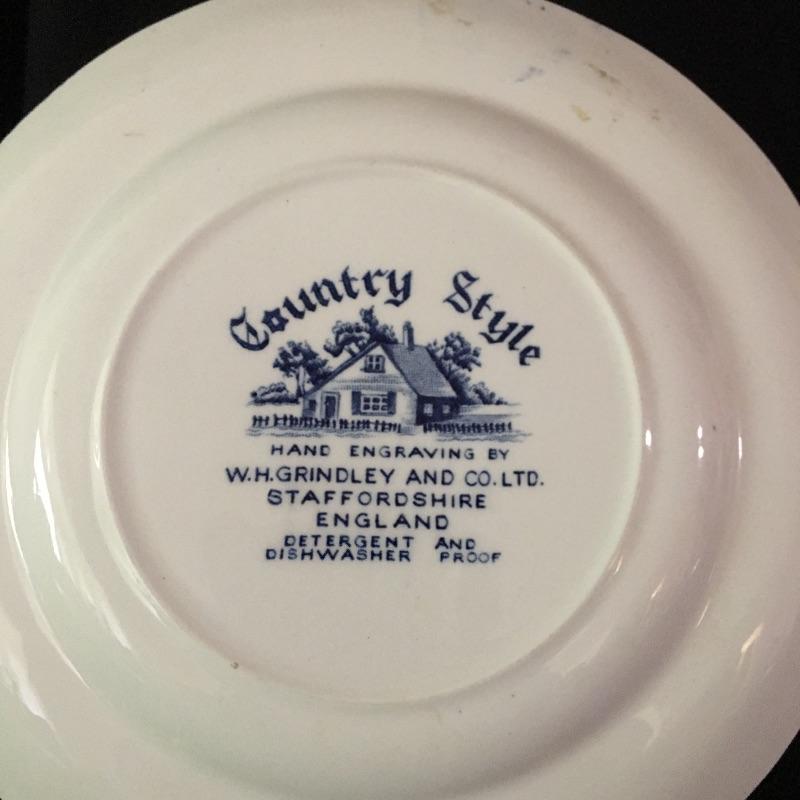 Country Style
HAND ENGRAVING BY
W.H.GRINDLEY AND CO.LTD.
STAFFORDSHIRE
ENGLAND
DETERGENT AND
DISHWASHER PROOF